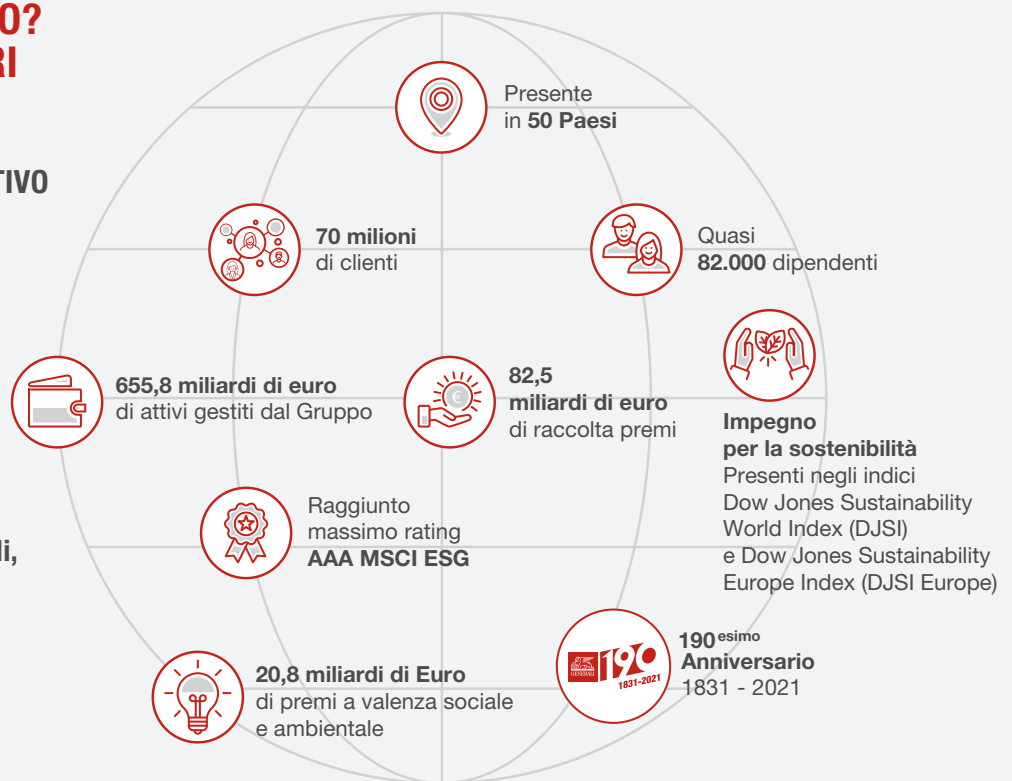 O?
RI
Presente
in 50 Paesi
TIVO
70 milioni
di clienti
Quasi
82.000 dipendenti
655,8 miliardi di euro
di attivi gestiti dal Gruppo
82,5
miliardi di euro
di raccolta premi
Impegno
per la sostenibilità
Presenti negli indici
Dow Jones Sustainability
World Index (DJSI)
e Dow Jones Sustainability
Europe Index (DJSI Europe)
Raggiunto
massimo rating
AAA MSCI ESG
li,
190
GENERALI
1831-2021
190esimo
Anniversario
1831 - 2021
20,8 miliardi di Euro
di premi a valenza sociale
e ambientale